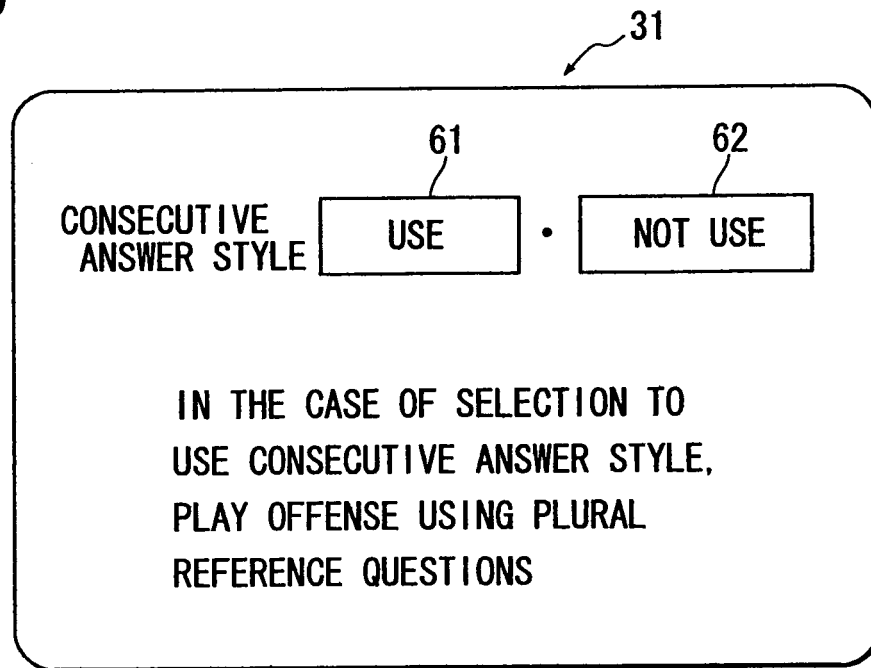 31
61
62
CONSECUTIVE
ANSWER STYLE
USE · NOT USE
IN THE CASE OF SELECTION TO
USE CONSECUTIVE ANSWER STYLE,
PLAY OFFENSE USING PLURAL
REFERENCE QUESTIONS